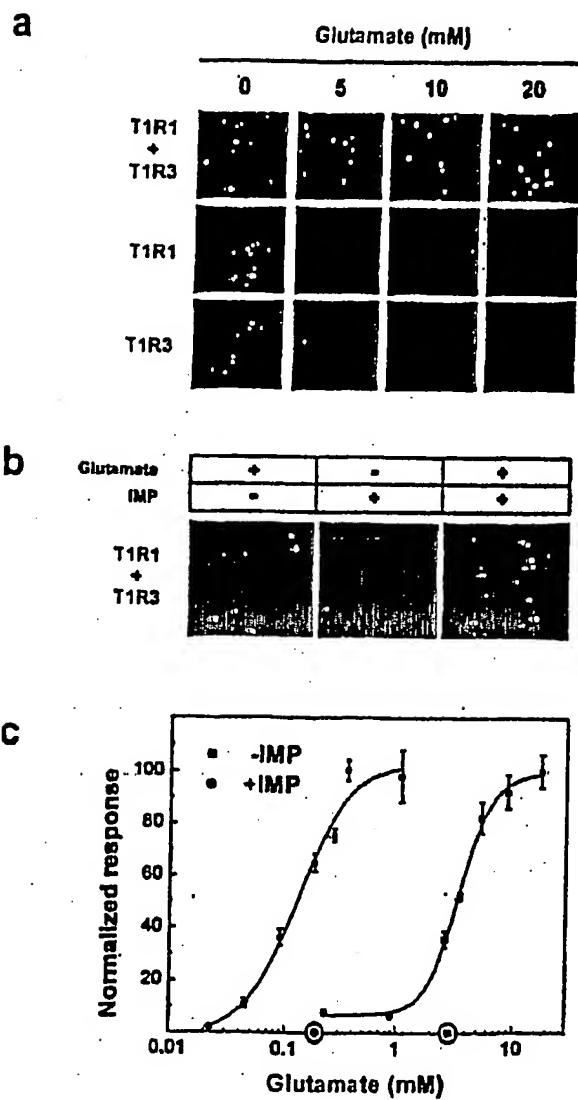 a
Glutamate (mM)
0 5 10 20
T1R1
+
T1R3
T1R1
T1R3
b
Glutamate + - +
IMP - + +
T1R1
+
T1R3
c
-IMP
+IMP
Normalized response
100
80
60
40
20
0.01 0.1 1 10
Glutamate (mM)